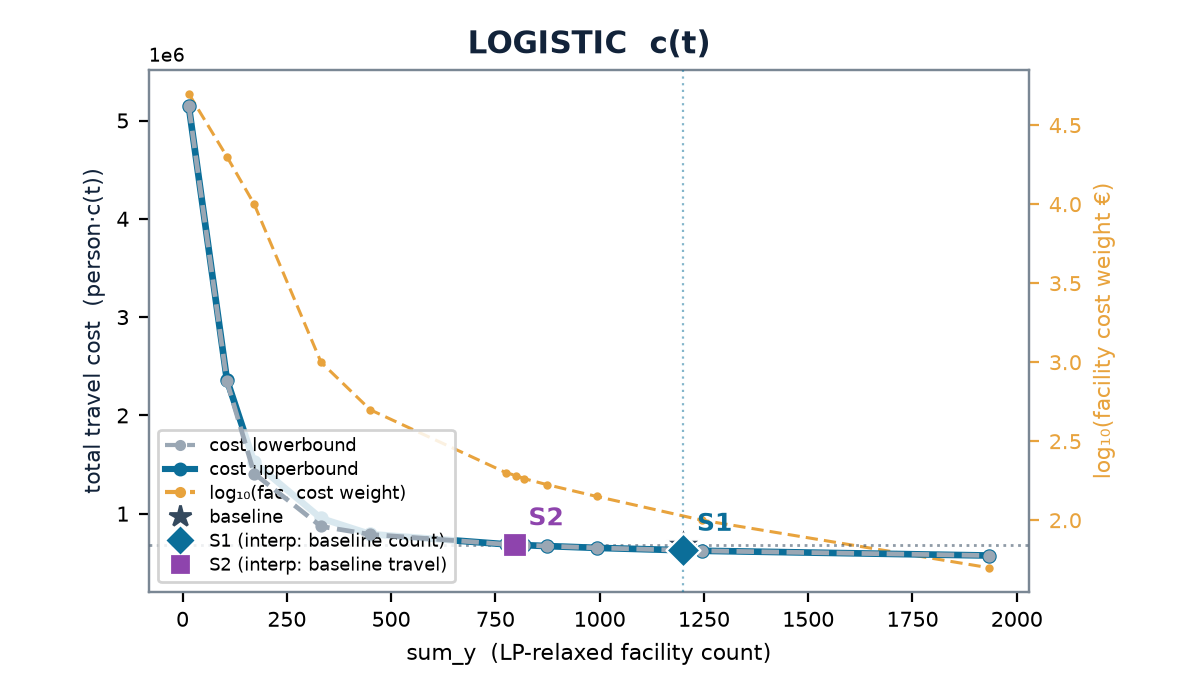 LOGISTIC c(t)
1e6
total travel cost (person·c(t))
5
4
3
2
1
4.5
4.0
3.5
3.0
2.5
2.0
log₁₀(facility cost weight €)
cost lowerbound
cost upperbound
log₁₀(fac. cost weight)
baseline
S1 (interp: baseline count)
S2 (interp: baseline travel)
S2
S1
0
250
500
750
1000
1250
1500
1750
2000
sum_y (LP-relaxed facility count)